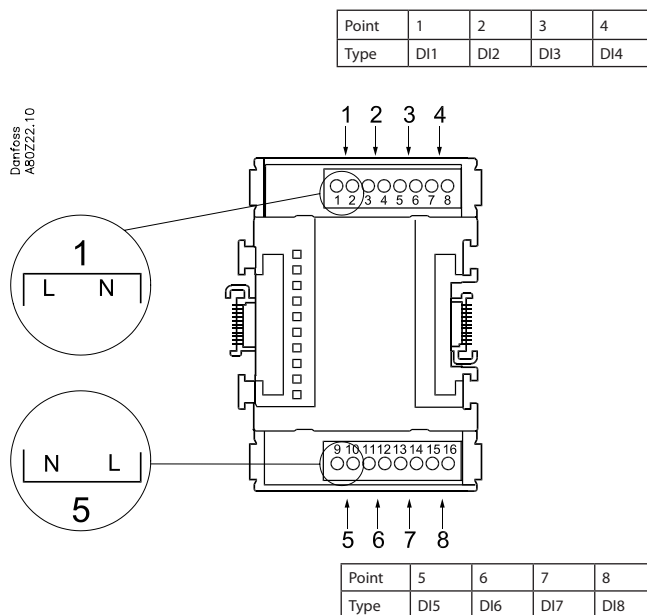 Point 1 2 3 4
Type DI1 DI2 DI3 DI4
Danfoss
A80Z22.10
1 2 3 4
1 2 3 4 5 6 7 8
1
L N
N L
5
9 10 11 12 13 14 15 16
5 6 7 8
Point 5 6 7 8
Type DI5 DI6 DI7 DI8